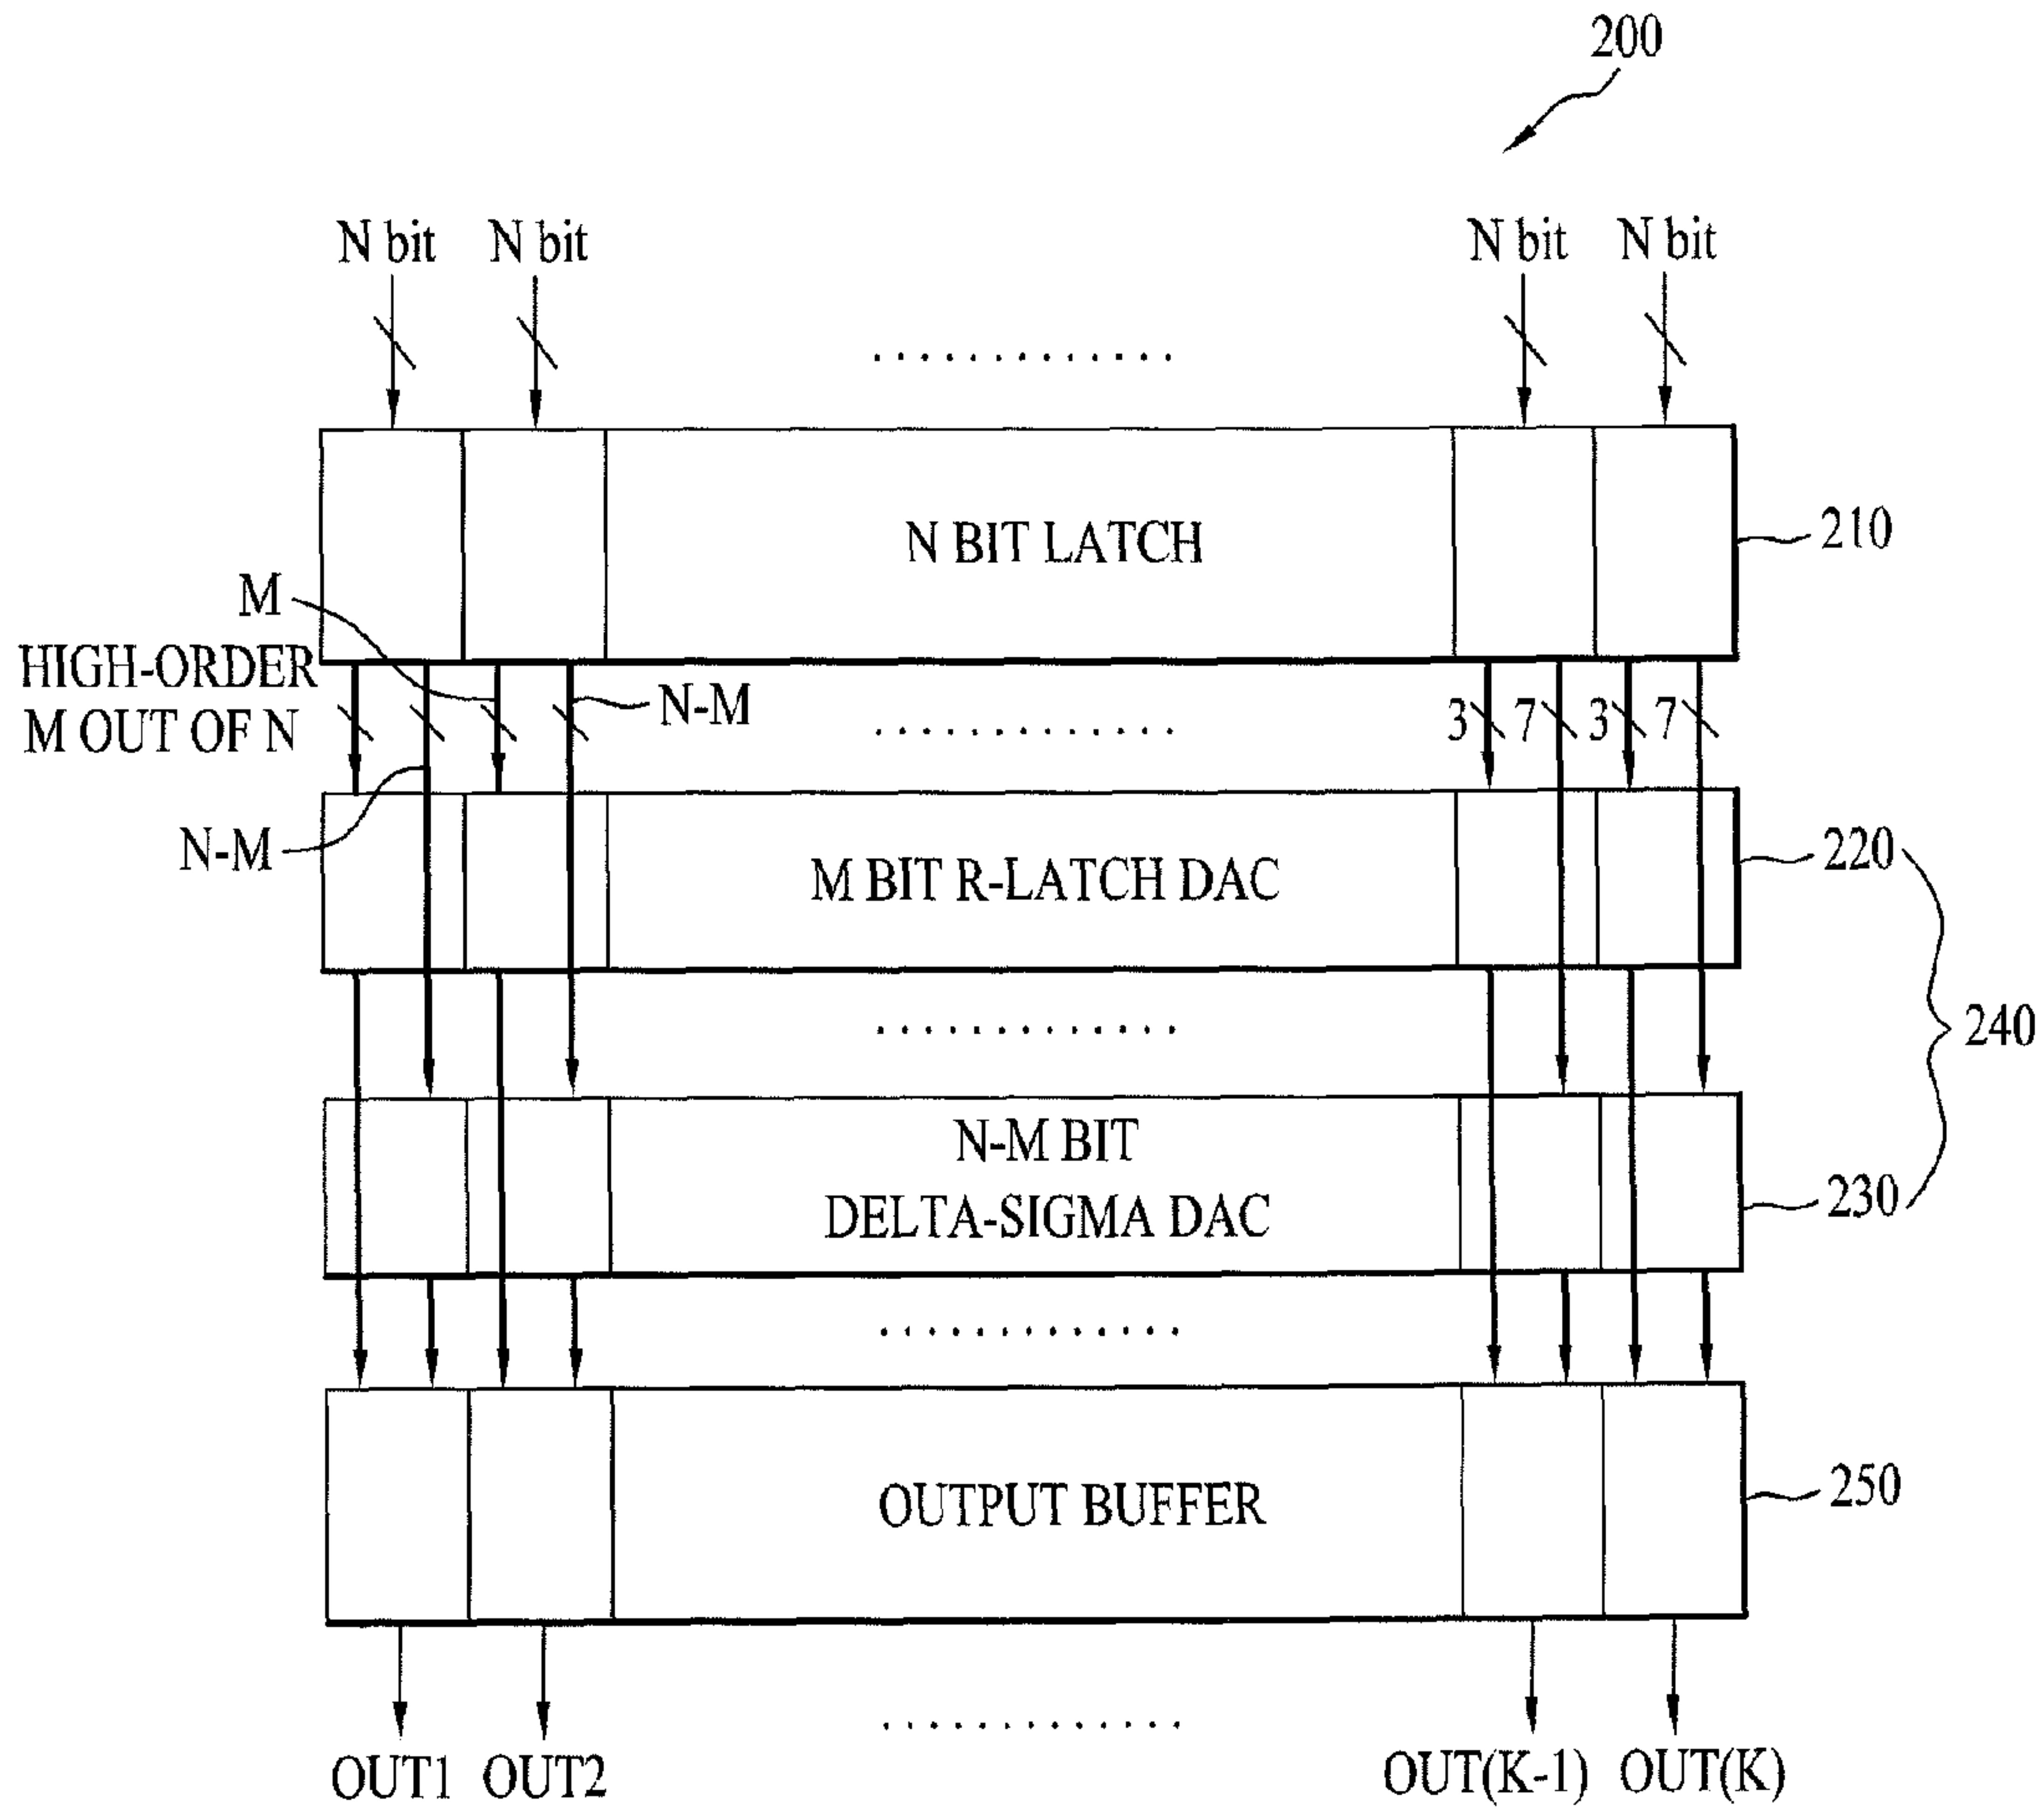 200
N bit N bit N bit N bit
N BIT LATCH
210
M
HIGH-ORDER
M OUT OF N
N-M
3 7 3 7
N-M
M BIT R-LATCH DAC
220
240
N-M BIT
DELTA-SIGMA DAC
230
OUTPUT BUFFER
250
OUT1 OUT2 OUT(K-1) OUT(K)